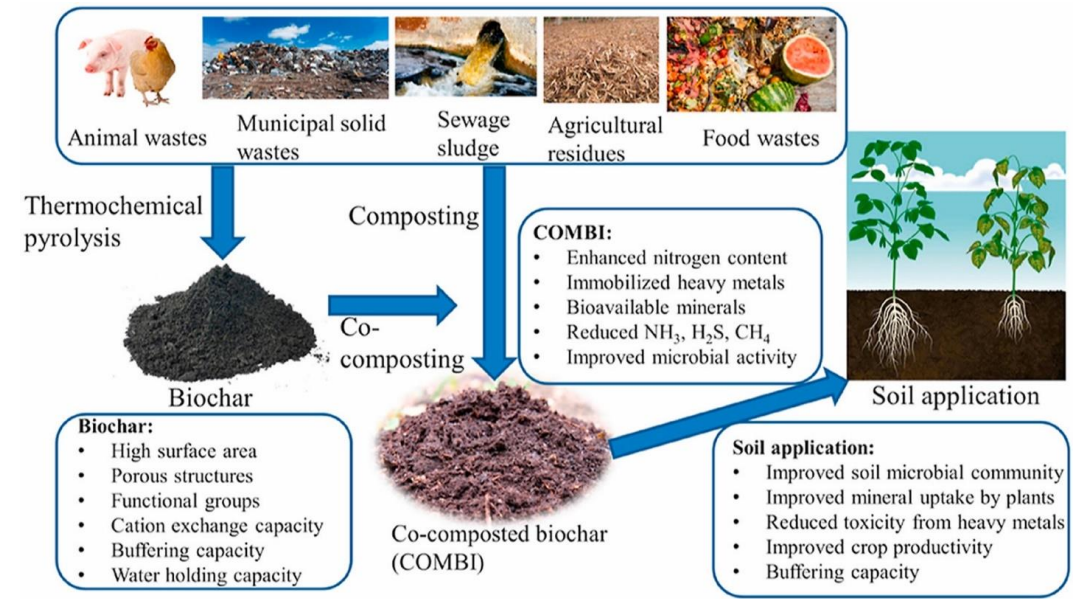 Animal wastes
Municipal solid
wastes
Sewage
sludge
Agricultural
residues
Food wastes
Thermochemical
pyrolysis
Composting
COMBI:
• Enhanced nitrogen content
• Immobilized heavy metals
• Bioavailable minerals
• Reduced NH₃, H₂S, CH₄
• Improved microbial activity
Co-
composting
Biochar
Soil application
Biochar:
• High surface area
• Porous structures
• Functional groups
• Cation exchange capacity
• Buffering capacity
• Water holding capacity
Co-composted biochar
(COMBI)
Soil application:
• Improved soil microbial community
• Improved mineral uptake by plants
• Reduced toxicity from heavy metals
• Improved crop productivity
• Buffering capacity